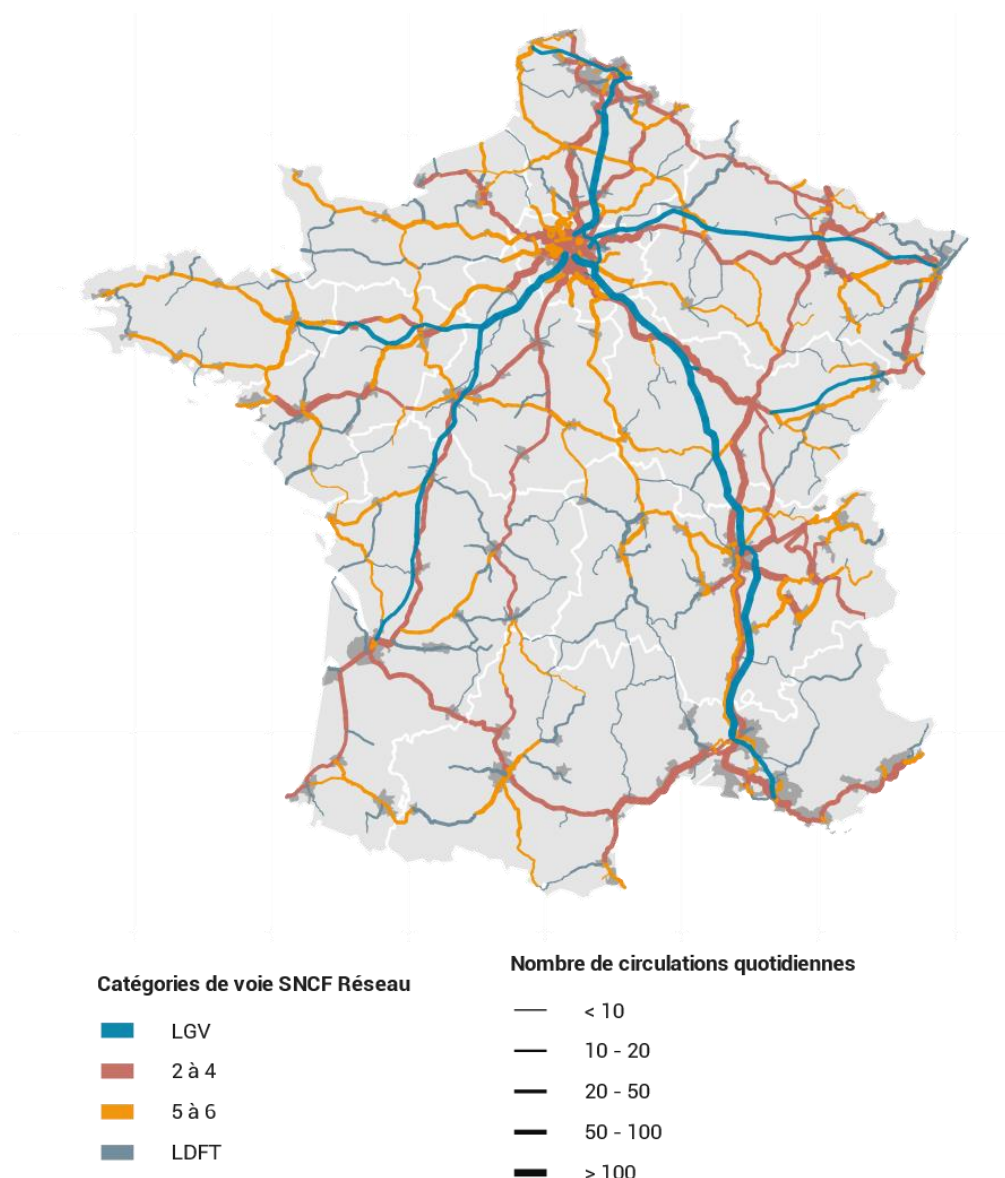 Catégories de voie SNCF Réseau
LGV
2 à 4
5 à 6
LDFT
Nombre de circulations quotidiennes
< 10
10 - 20
20 - 50
50 - 100
> 100